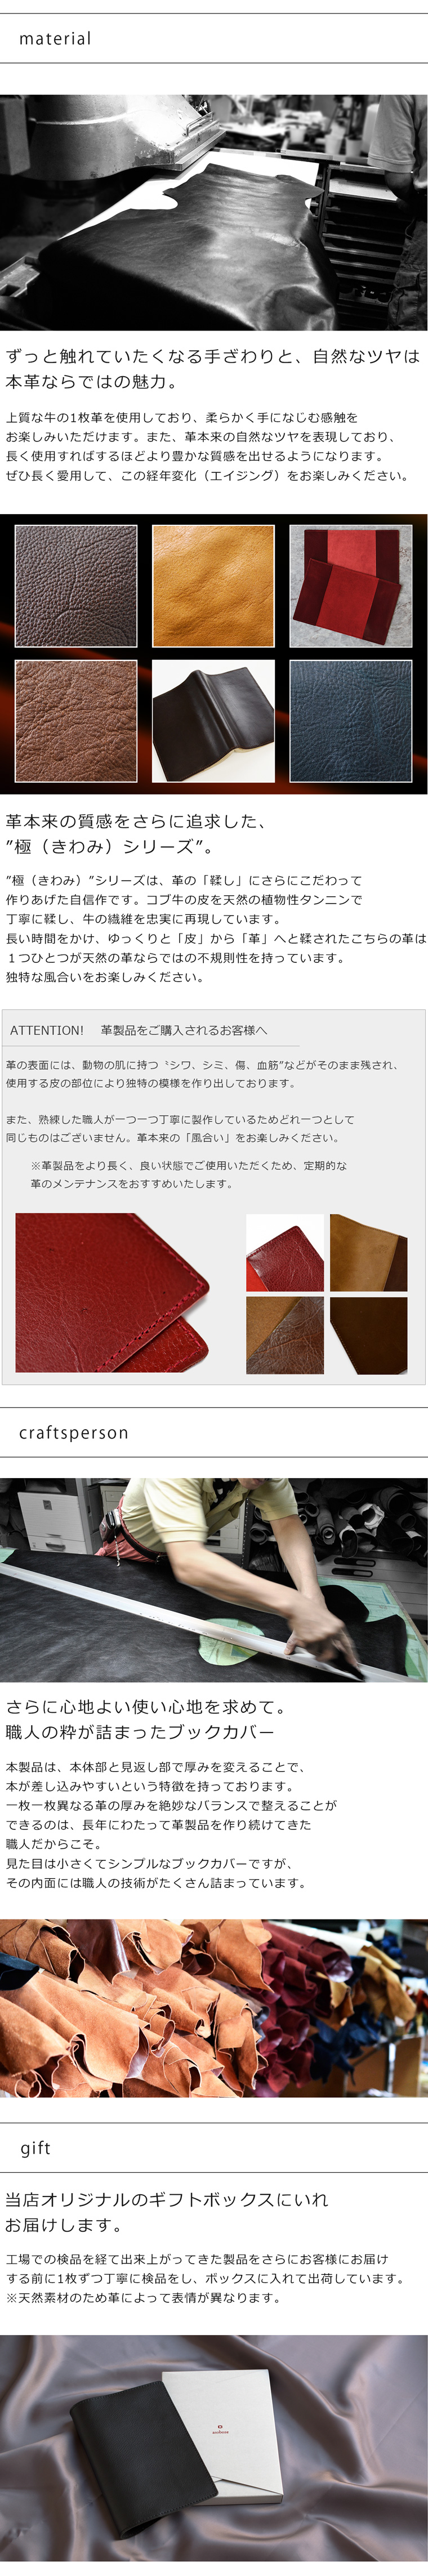 material
ずっと触れていたくなる手ざわりと、自然なツヤは
本革ならではの魅力。
上質な牛の1枚革を使用しており、柔らかく手になじむ感触を
お楽しみいただけます。また、革本来の自然なツヤを表現しており、
長く使用すればするほどより豊かな質感を出せるようになります。
ぜひ長く愛用して、この経年変化（エイジング）をお楽しみください。
革本来の質感をさらに追求した、
”極（きわみ）シリーズ”。
”極（きわみ）”シリーズは、革の「鞣し」にさらにこだわって
作りあげた自信作です。コブ牛の皮を天然の植物性タンニンで
丁寧に鞣し、牛の繊維を忠実に再現しています。
長い時間をかけ、ゆっくりと「皮」から「革」へと鞣されたこちらの革は
１つひとつが天然の革ならではの不規則性を持っています。
独特な風合いをお楽しみください。
ATTENTION!　革製品をご購入されるお客様へ
革の表面には、動物の肌に持つ〝シワ、シミ、傷、血筋”などがそのまま残され、
使用する皮の部位により独特の模様を作り出しております。
また、熟練した職人が一つ一つ丁寧に製作しているためどれ一つとして
同じものはございません。革本来の「風合い」をお楽しみください。
※革製品をより長く、良い状態でご使用いただくため、定期的な
革のメンテナンスをおすすめいたします。
craftsperson
さらに心地よい使い心地を求めて。
職人の粋が詰まったブックカバー
本製品は、本体部と見返し部で厚みを変えることで、
本が差し込みやすいという特徴を持っております。
一枚一枚異なる革の厚みを絶妙なバランスで整えることが
できるのは、長年にわたって革製品を作り続けてきた
職人だからこそ。
見た目は小さくてシンプルなブックカバーですが、
その内面には職人の技術がたくさん詰まっています。
gift
当店オリジナルのギフトボックスにいれ
お届けします。
工場での検品を経て出来上がってきた製品をさらにお客様にお届け
する前に1枚ずつ丁寧に検品をし、ボックスに入れて出荷しています。
※天然素材のため革によって表情が異なります。